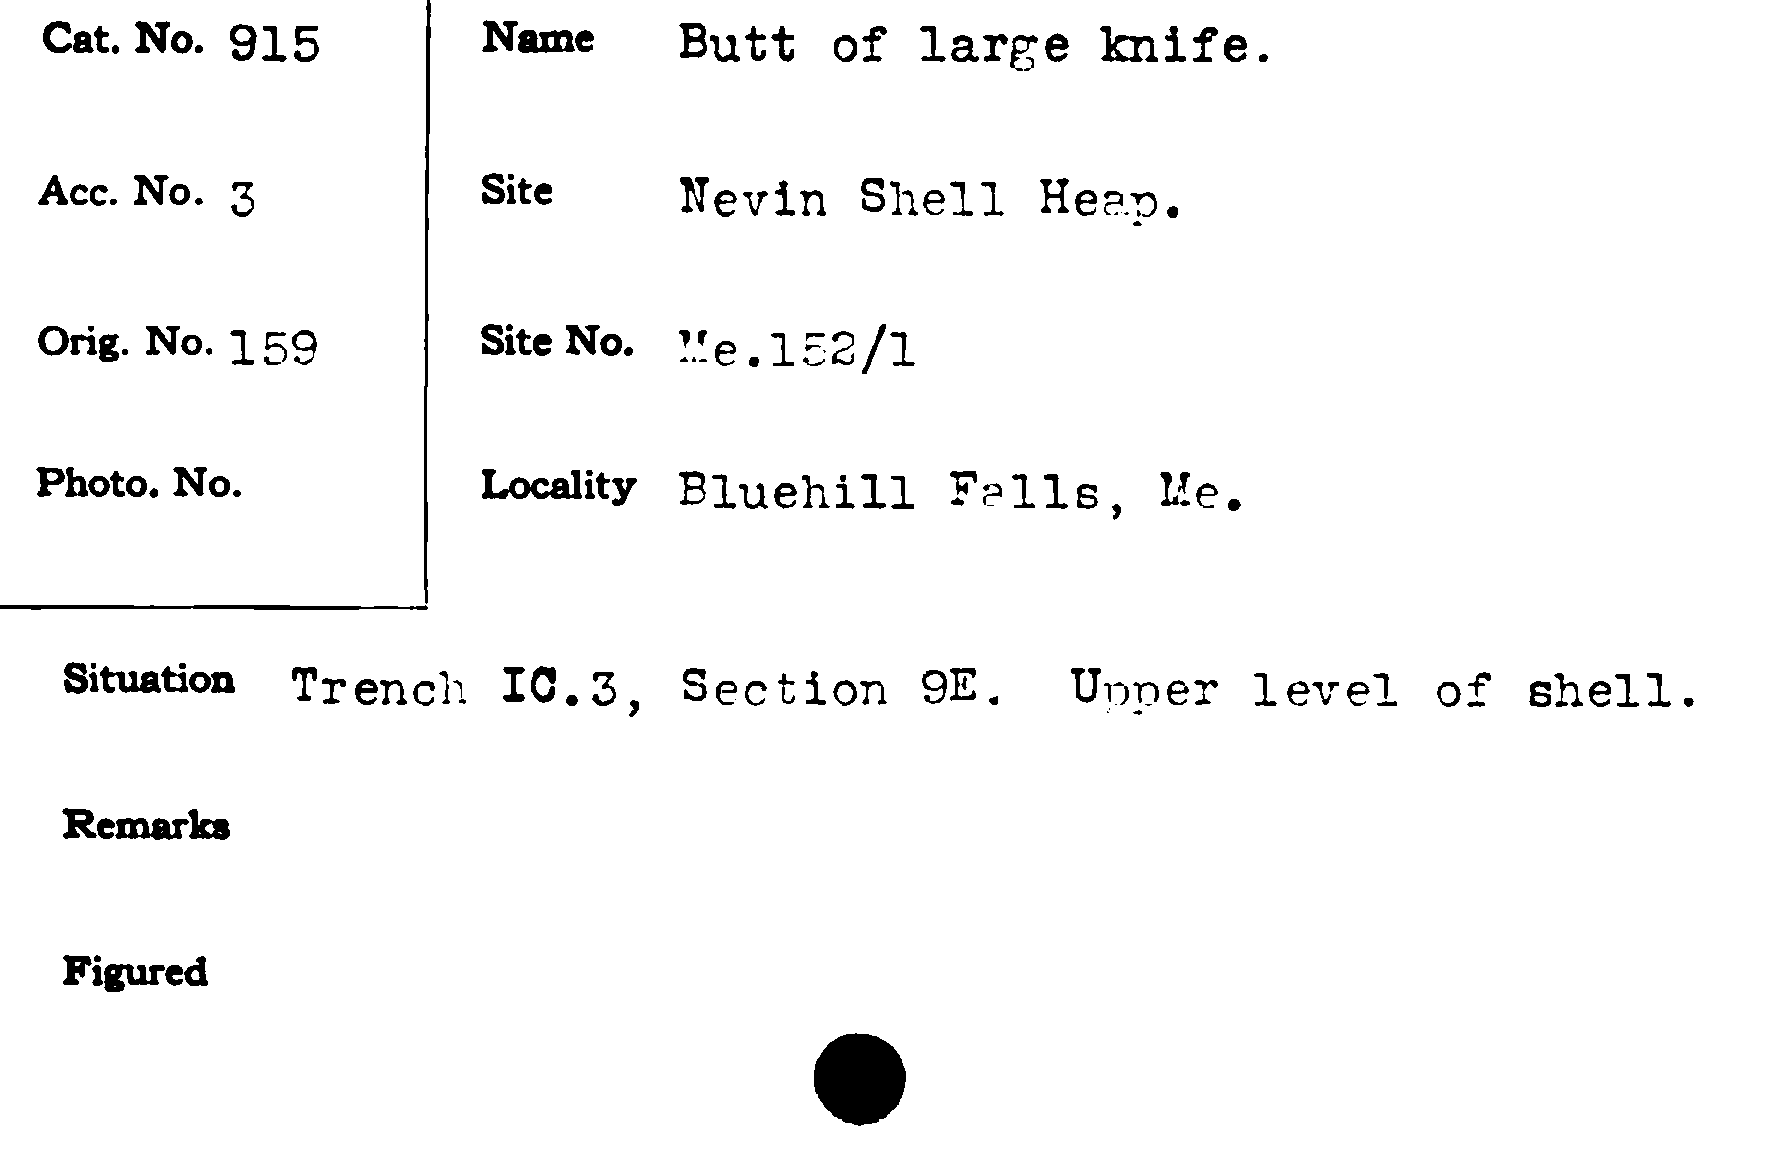 Cat. No. 915
Name Butt of large knife.
Acc. No. 3
Site Nevin Shell Heap.
Orig. No. 159
Site No. Me.152/1
Photo. No.
Locality Bluehill Falls, Me.
Situation Trench IC.3, Section 9E. Upper level of shell.
Remarks
Figured